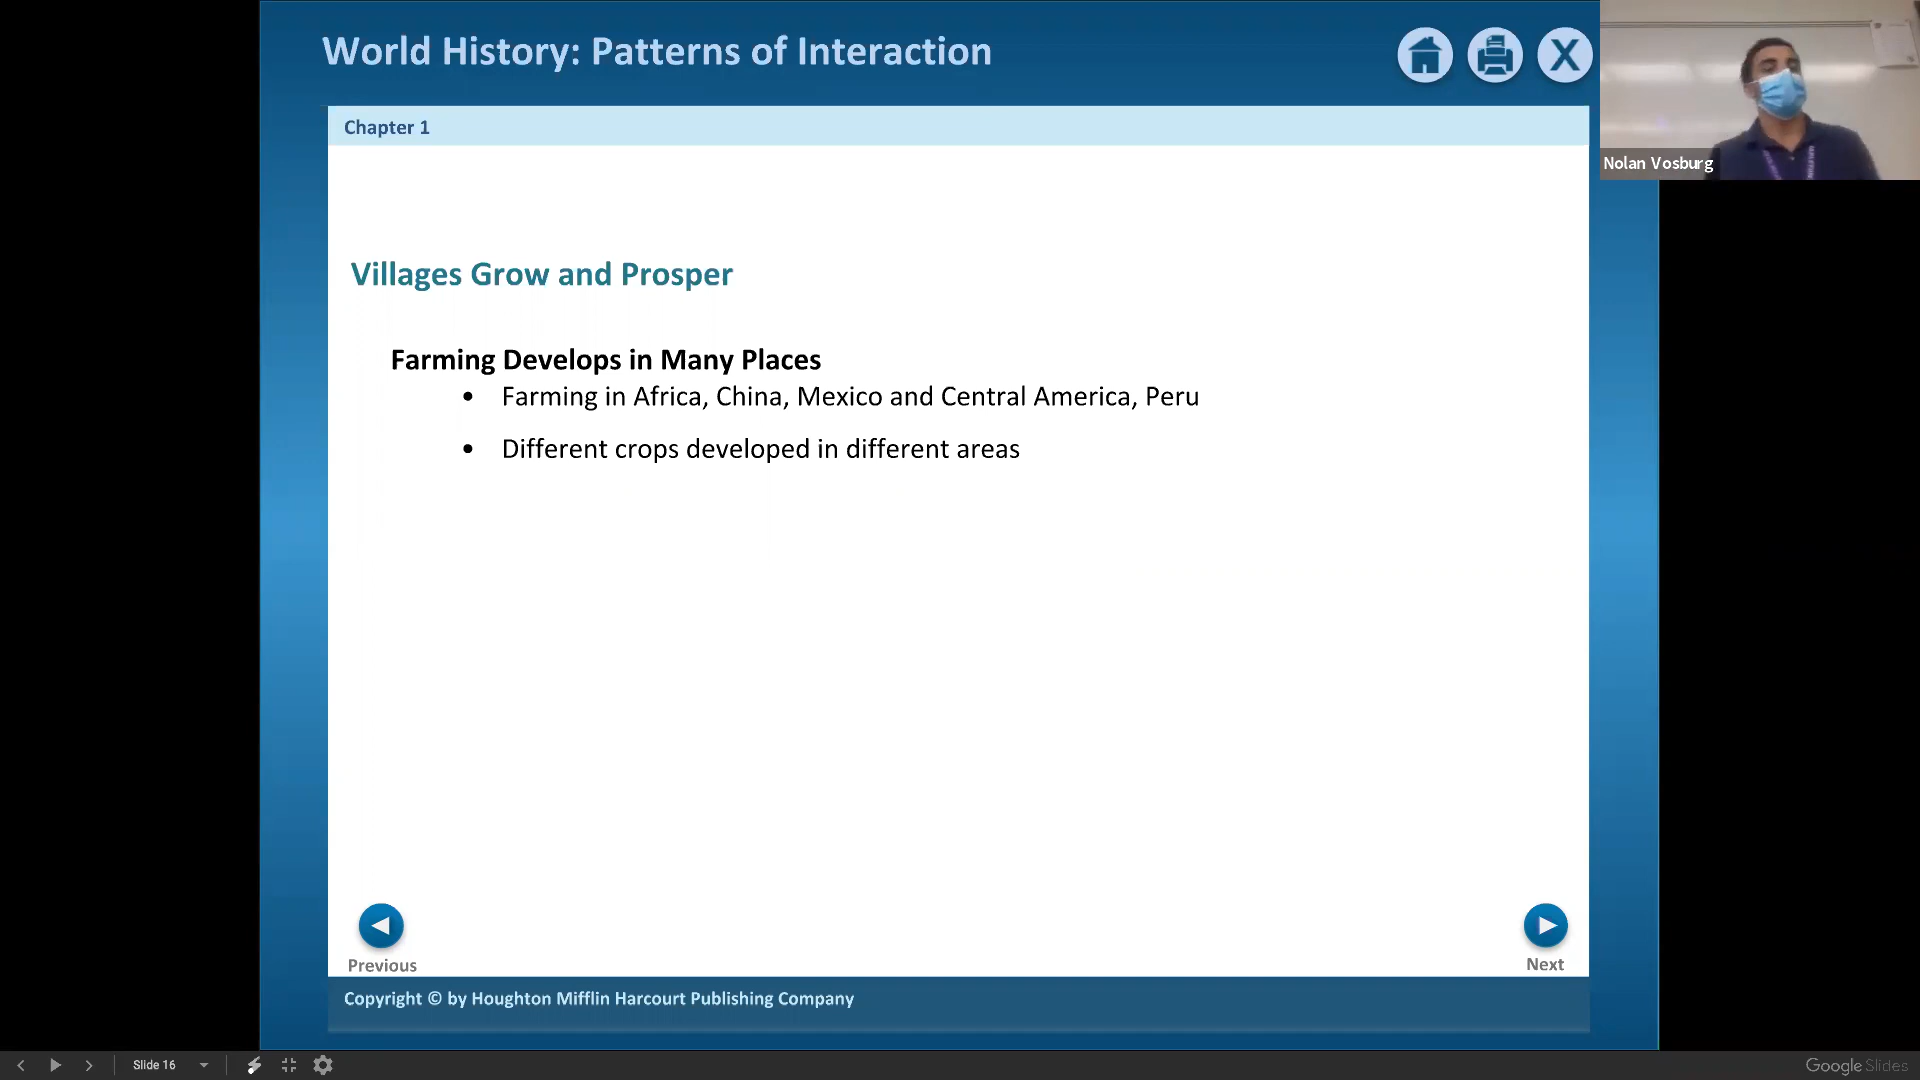 World History: Patterns of Interaction
X
Nolan Vosburg
Chapter 1
Villages Grow and Prosper
Farming Develops in Many Places
• Farming in Africa, China, Mexico and Central America, Peru
• Different crops developed in different areas
Previous
Next
Copyright © by Houghton Mifflin Harcourt Publishing Company
Slide 16
Google Slides